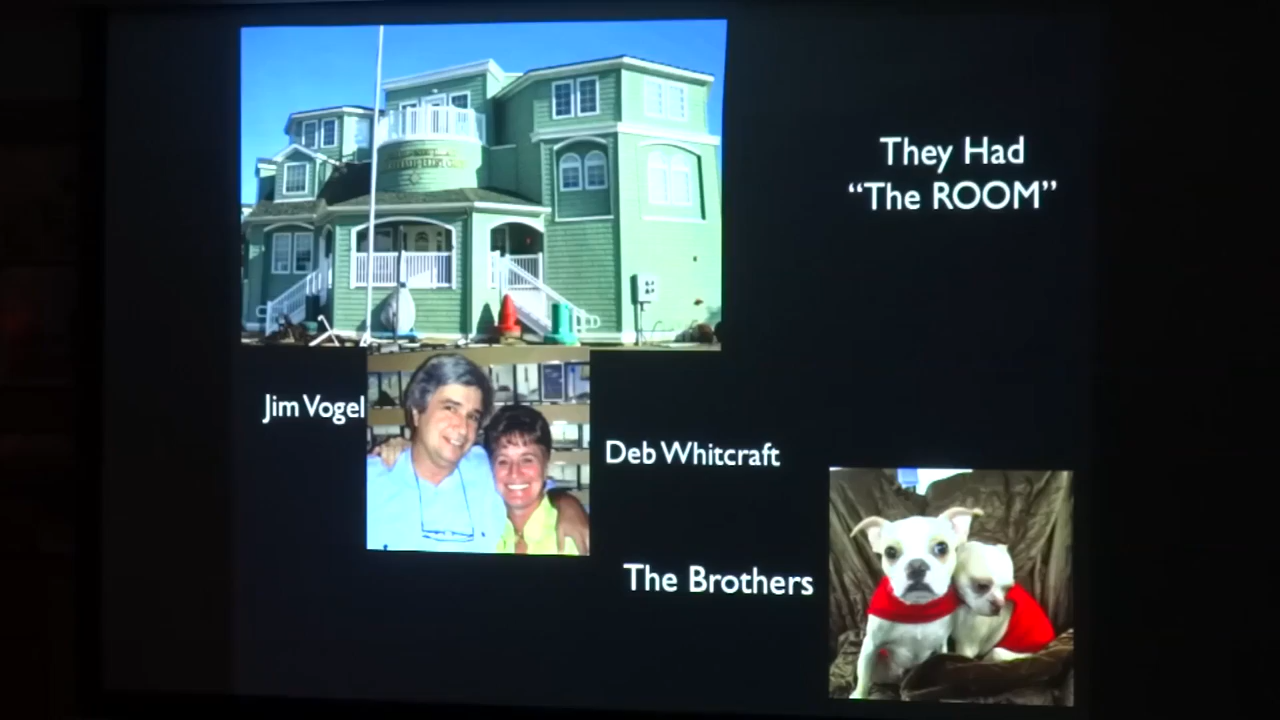 They Had
“The ROOM”
Jim Vogel
Deb Whitcraft
The Brothers